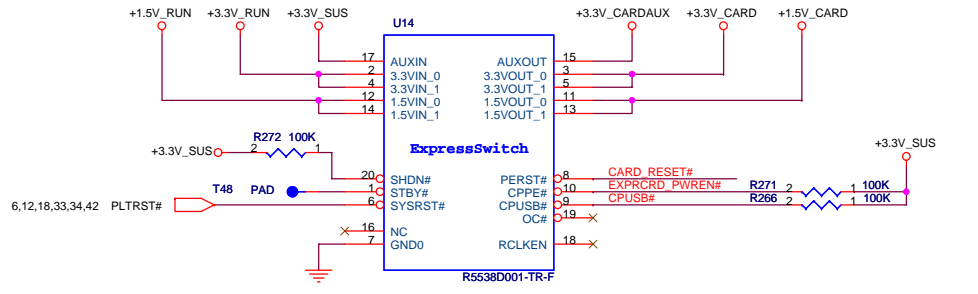 +1.5V_RUN +3.3V_RUN +3.3V_SUS +3.3V_CARDAUX +3.3V_CARD +1.5V_CARD
U14
17 AUXIN AUXOUT 15
2 3.3VIN_0 3.3VOUT_0 3
4 3.3VIN_1 3.3VOUT_1 5
12 1.5VIN_0 1.5VOUT_0 11
14 1.5VIN_1 1.5VOUT_1 13
R272 100K
ExpressSwitch
+3.3V_SUS 2 1
+3.3V_SUS
20 SHDN# PERST# 8 CARD_RESET#
T48 PAD 1 STBY# CPPE# 10 EXPRCRD_PWREN# R271 2 1 100K
6,12,18,33,34,42 PLTRST# 6 SYSRST# CPUSB# 9 CPUSB# R266 2 1 100K
OC# 19
16 NC
7 GND0 RCLKEN 18
R5538D001-TR-F